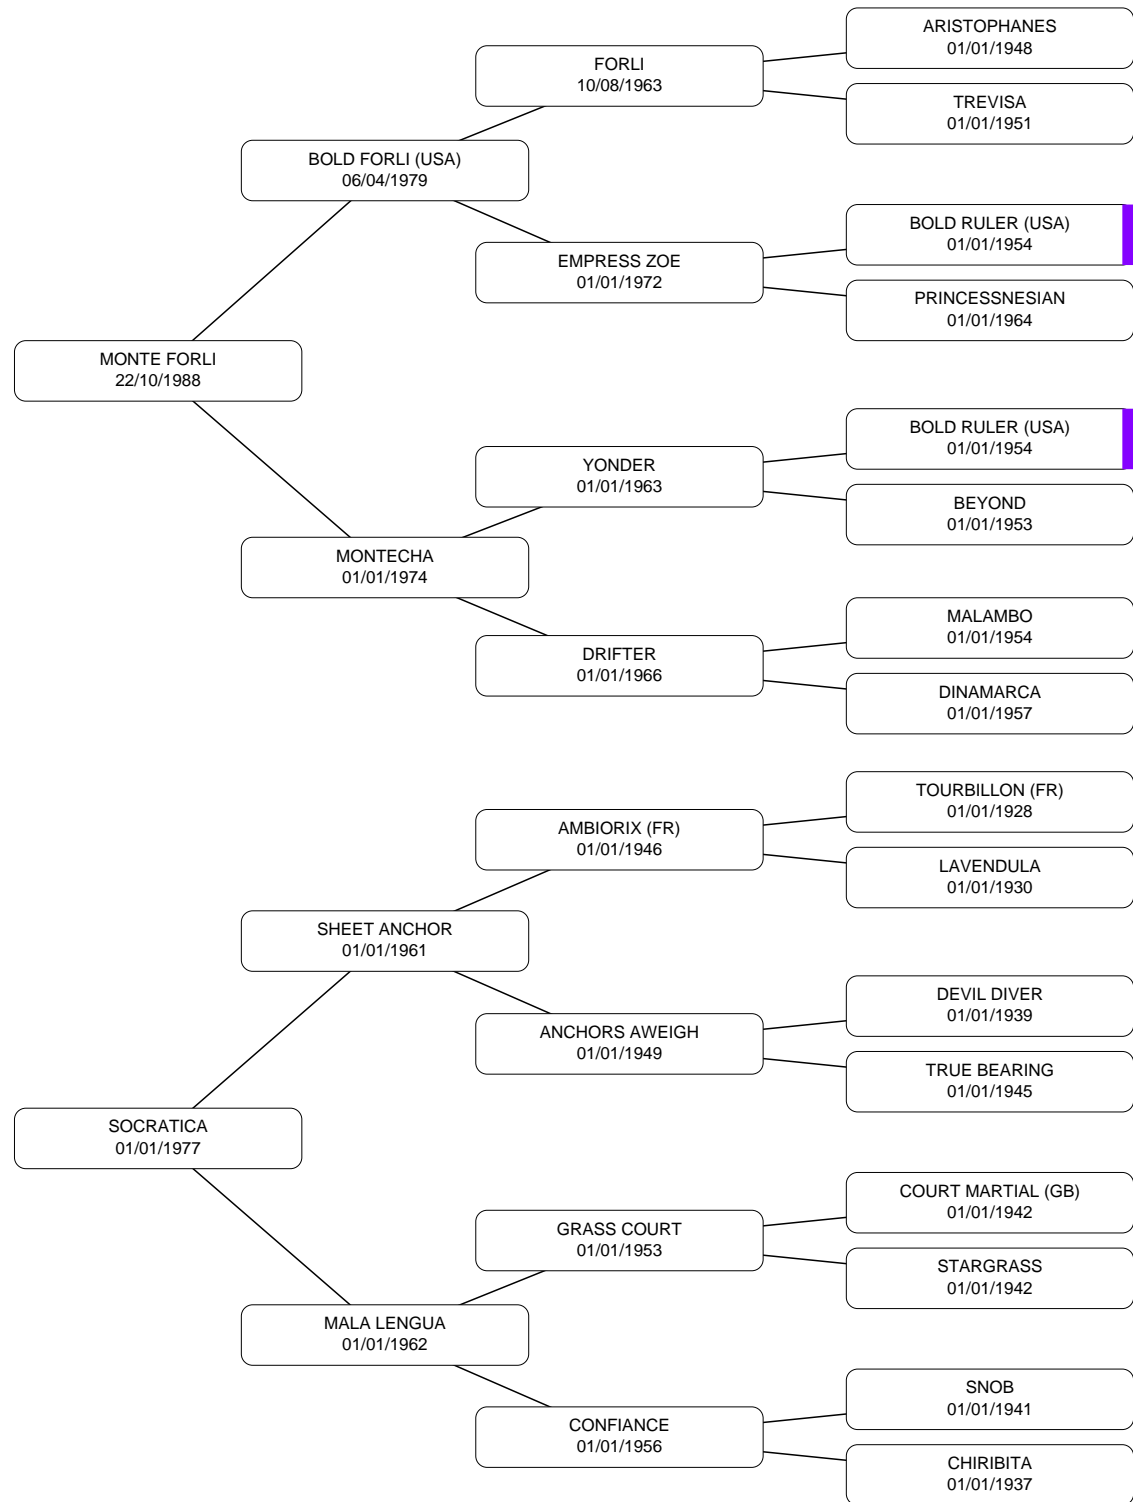 ARISTOPHANES
01/01/1948
FORLI
10/08/1963
TREVISA
01/01/1951
BOLD FORLI (USA)
06/04/1979
BOLD RULER (USA)
01/01/1954
EMPRESS ZOE
01/01/1972
PRINCESSNESIAN
01/01/1964
MONTE FORLI
22/10/1988
BOLD RULER (USA)
01/01/1954
YONDER
01/01/1963
BEYOND
01/01/1953
MONTECHA
01/01/1974
MALAMBO
01/01/1954
DRIFTER
01/01/1966
DINAMARCA
01/01/1957
TOURBILLON (FR)
01/01/1928
AMBIORIX (FR)
01/01/1946
LAVENDULA
01/01/1930
SHEET ANCHOR
01/01/1961
DEVIL DIVER
01/01/1939
ANCHORS AWEIGH
01/01/1949
TRUE BEARING
01/01/1945
SOCRATICA
01/01/1977
COURT MARTIAL (GB)
01/01/1942
GRASS COURT
01/01/1953
STARGRASS
01/01/1942
MALA LENGUA
01/01/1962
SNOB
01/01/1941
CONFIANCE
01/01/1956
CHIRIBITA
01/01/1937